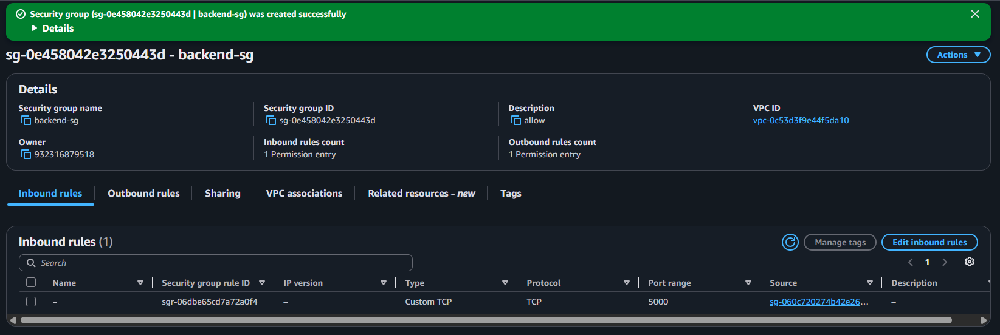 Security group (sg-0e458042e3250443d | backend-sg) was created successfully
Details
sg-0e458042e3250443d - backend-sg
Actions
Details
Security group name
backend-sg
Security group ID
sg-0e458042e3250443d
Description
allow
VPC ID
vpc-0c53d3f9e44f5da10
Owner
932316879518
Inbound rules count
1 Permission entry
Outbound rules count
1 Permission entry
Inbound rules Outbound rules Sharing VPC associations Related resources - new Tags
Inbound rules (1)
Manage tags Edit inbound rules
Search
1
Name Security group rule ID IP version Type Protocol Port range Source Description
– sgr-06dbe65cd7a72a0f4 – Custom TCP TCP 5000 sg-060c720274b42e26... –